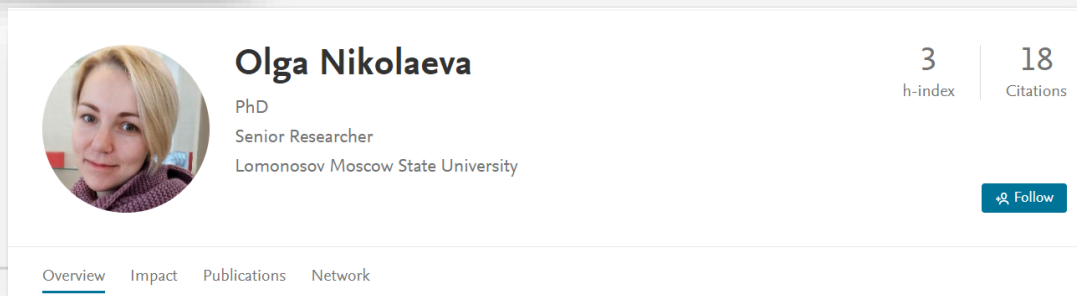 Olga Nikolaeva
PhD
Senior Researcher
Lomonosov Moscow State University
3
h-index
18
Citations
Follow
Overview Impact Publications Network